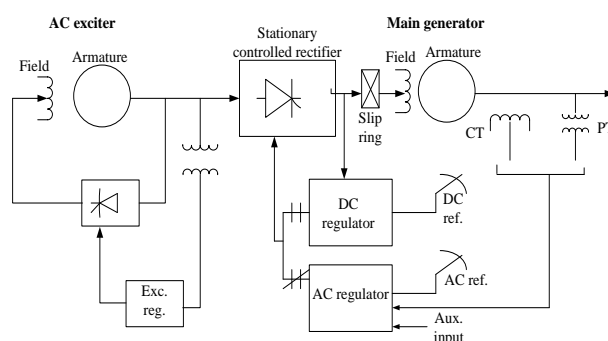 AC exciter
Main generator
Field
Armature
Stationary
controlled rectifier
Field
Armature
Slip
ring
CT
PT
DC
regulator
DC
ref.
Exc.
reg.
AC regulator
AC ref.
Aux.
input